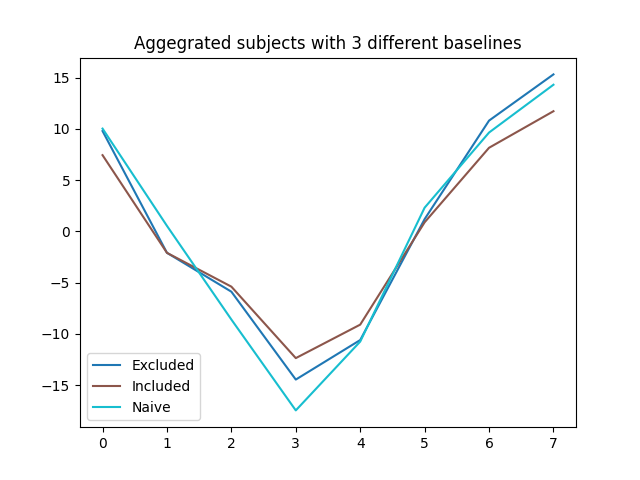 Aggegrated subjects with 3 different baselines
15
10
5
0
−5
−10
−15
Excluded
Included
Naive
0 1 2 3 4 5 6 7